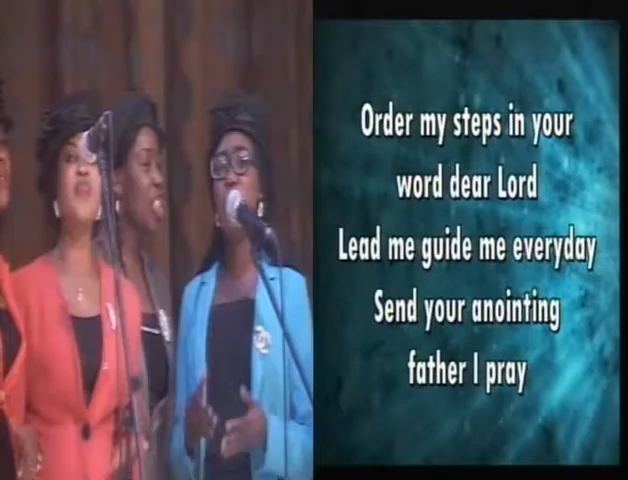 Order my steps in your
word dear Lord
Lead me guide me everyday
Send your anointing
father I pray